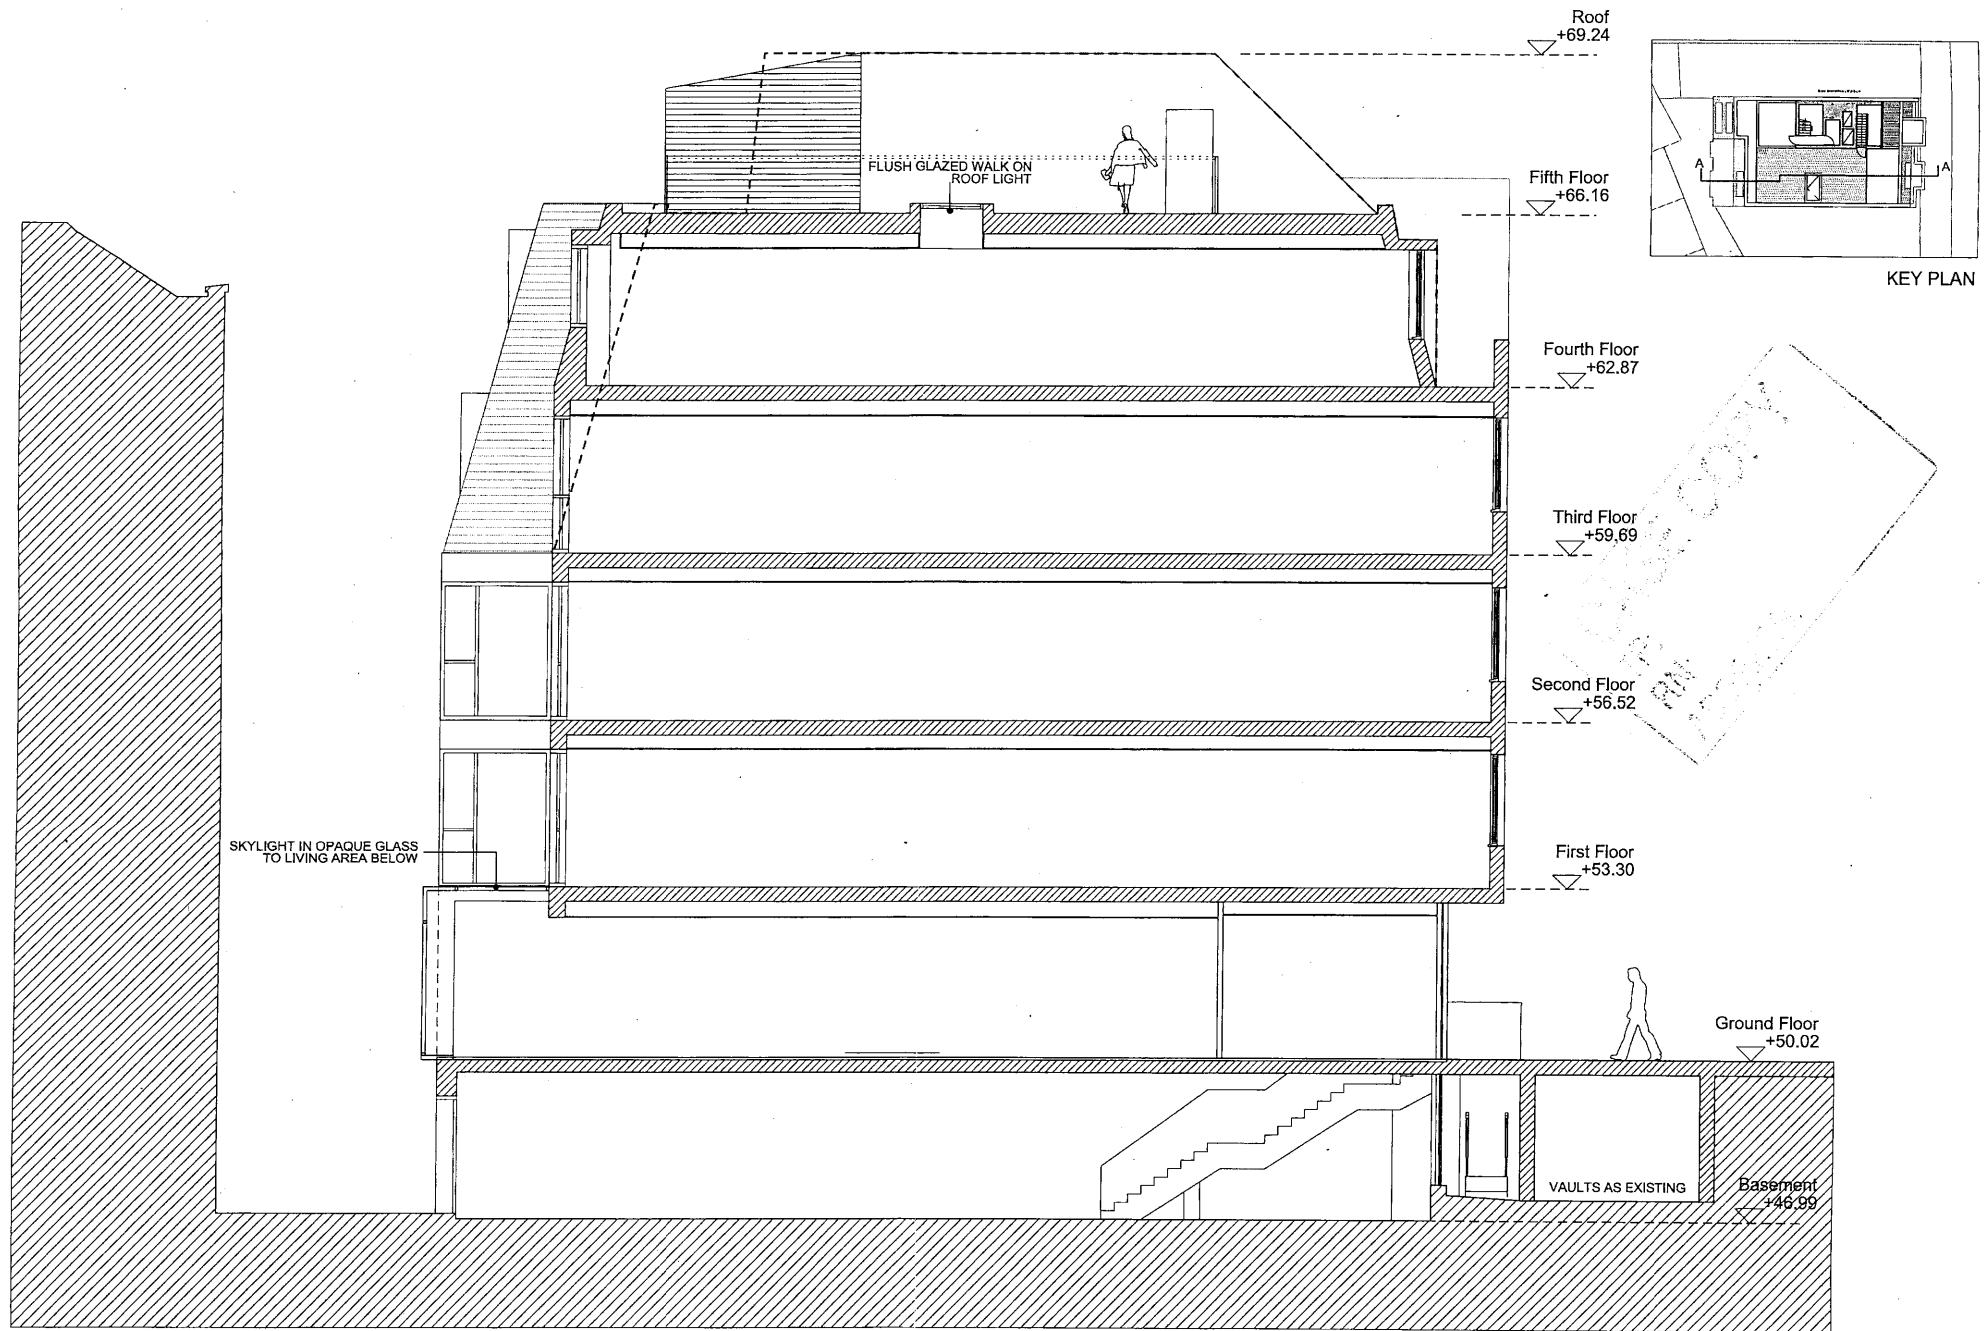 Roof
+69.24
FLUSH GLAZED WALK ON
ROOF LIGHT
Fifth Floor
+66.16
A
A
KEY PLAN
Fourth Floor
+62.87
Third Floor
+59.69
Second Floor
+56.52
SKYLIGHT IN OPAQUE GLASS
TO LIVING AREA BELOW
First Floor
+53.30
Ground Floor
+50.02
VAULTS AS EXISTING
Basement
+46.99
COPY